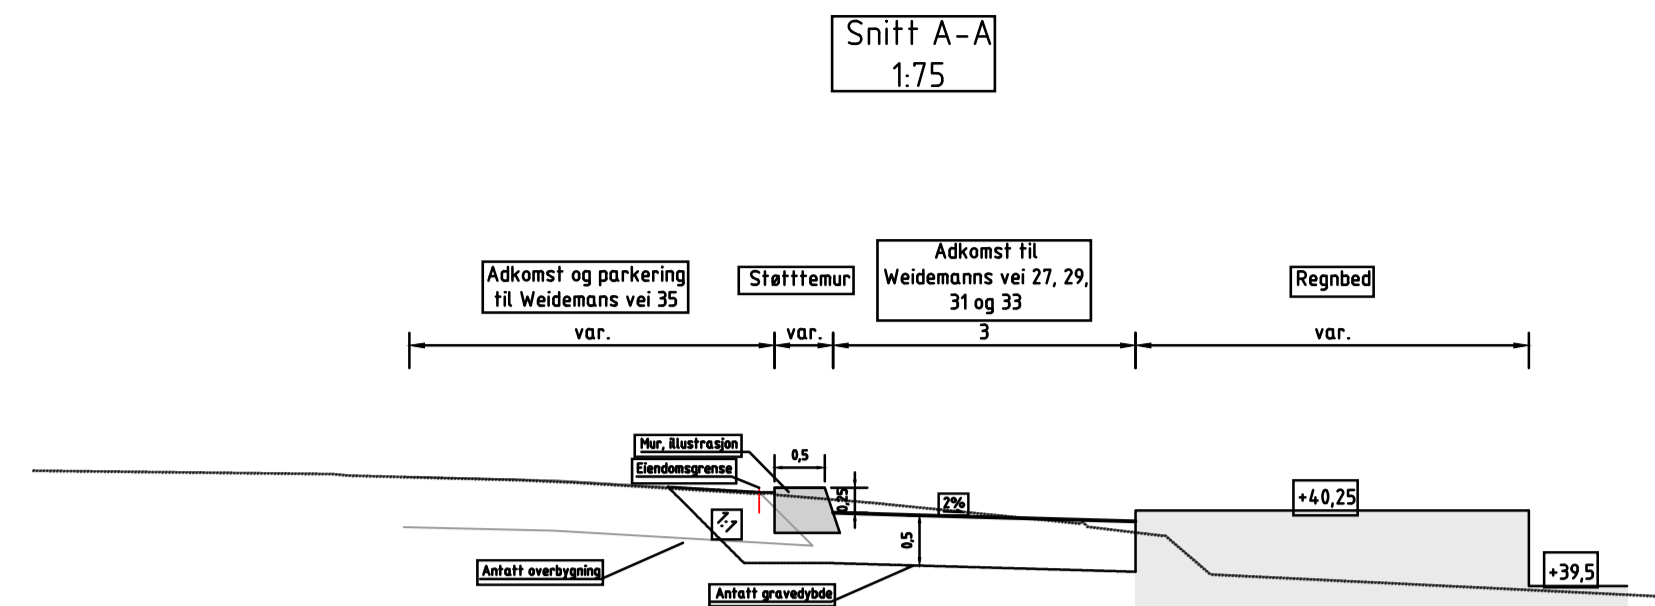 Snitt A-A
1:75
Adkomst og parkering
til Weidemans vei 35
Støtttemur
Adkomst til
Weidemanns vei 27, 29,
31 og 33
Regnbed
var.
var.
3
var.
Mur, illustrasjon
Eiendomsgrense
0,5
0,25
2%
+40,25
1:1
0,5
Antatt overbygning
Antatt gravedybde
+39,5